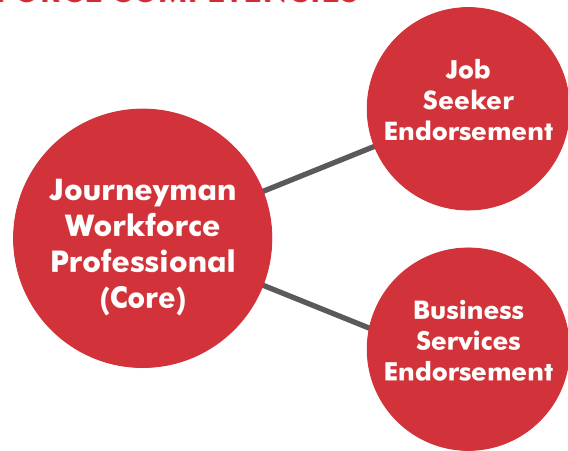 Journeyman
Workforce
Professional
(Core)
Job
Seeker
Endorsement
Business
Services
Endorsement